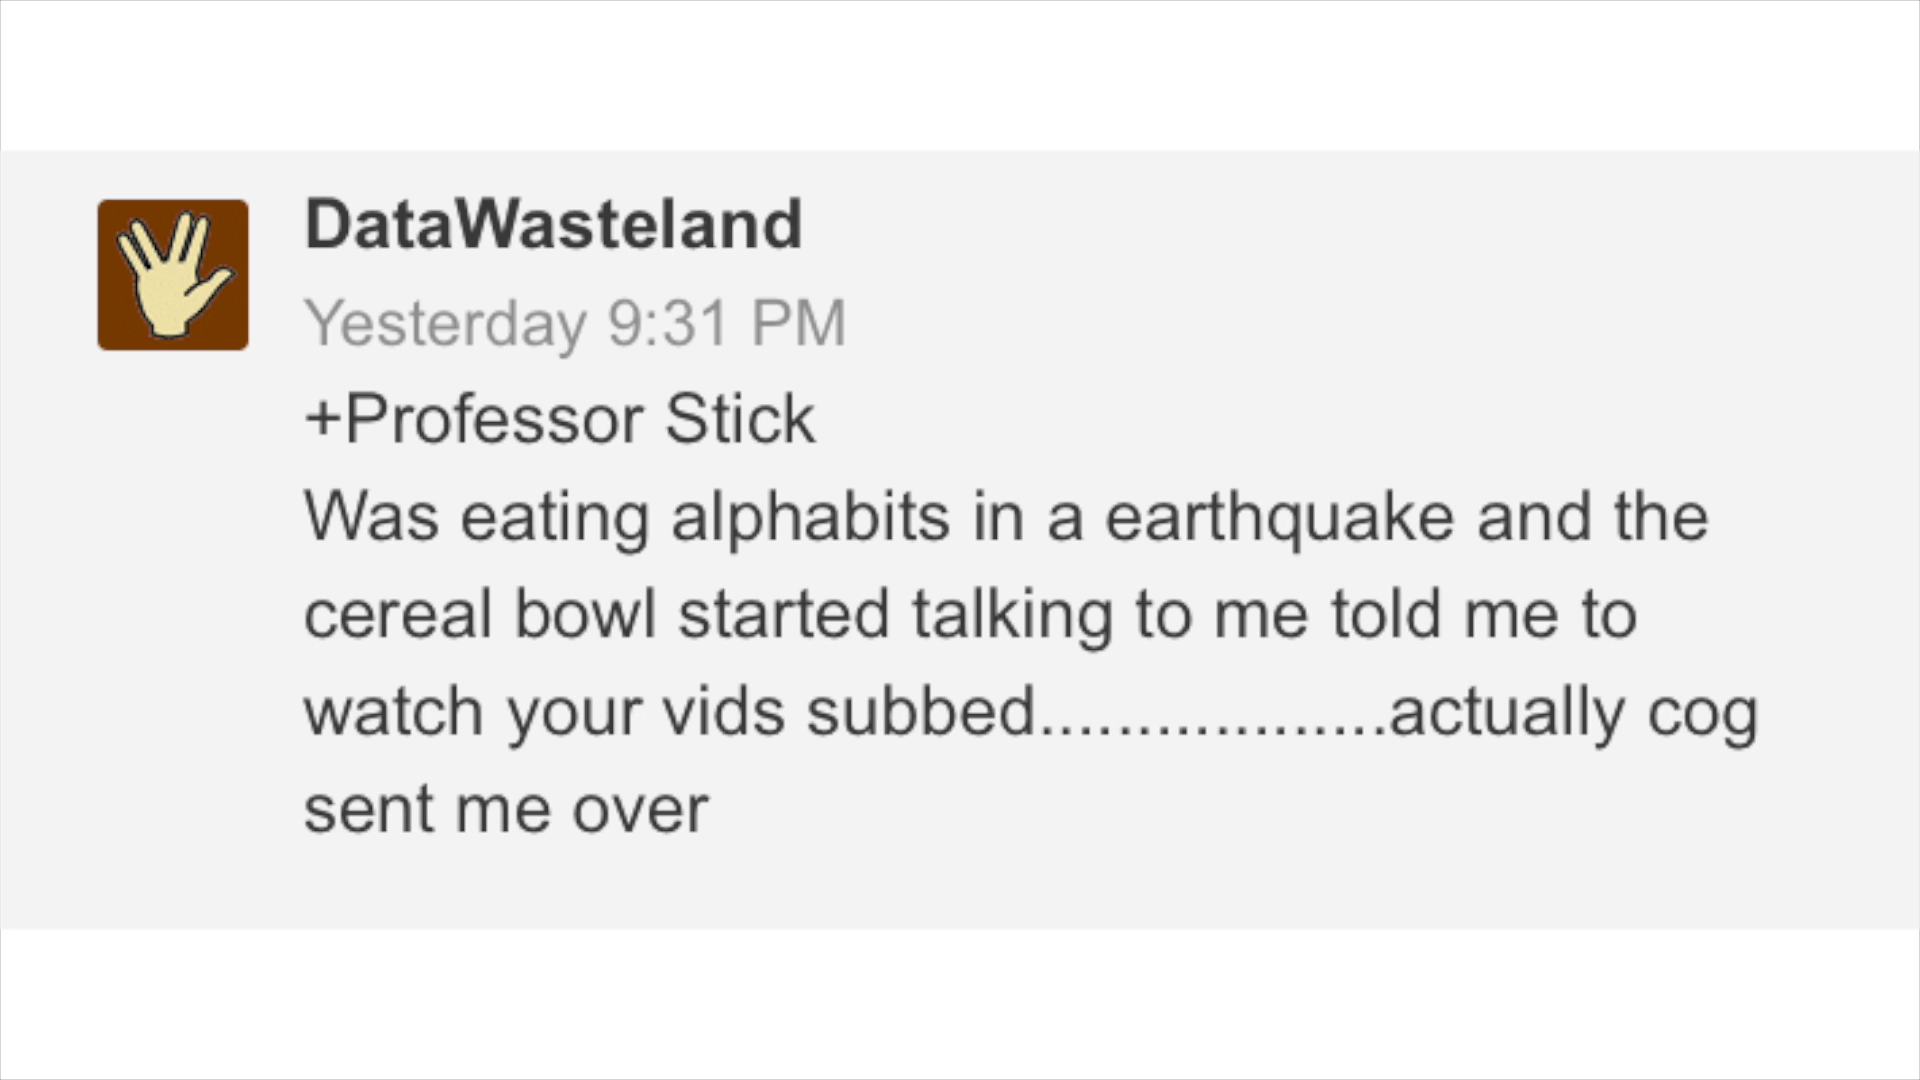 DataWasteland
Yesterday 9:31 PM
+Professor Stick
Was eating alphabits in a earthquake and the
cereal bowl started talking to me told me to
watch your vids subbed..................actually cog
sent me over